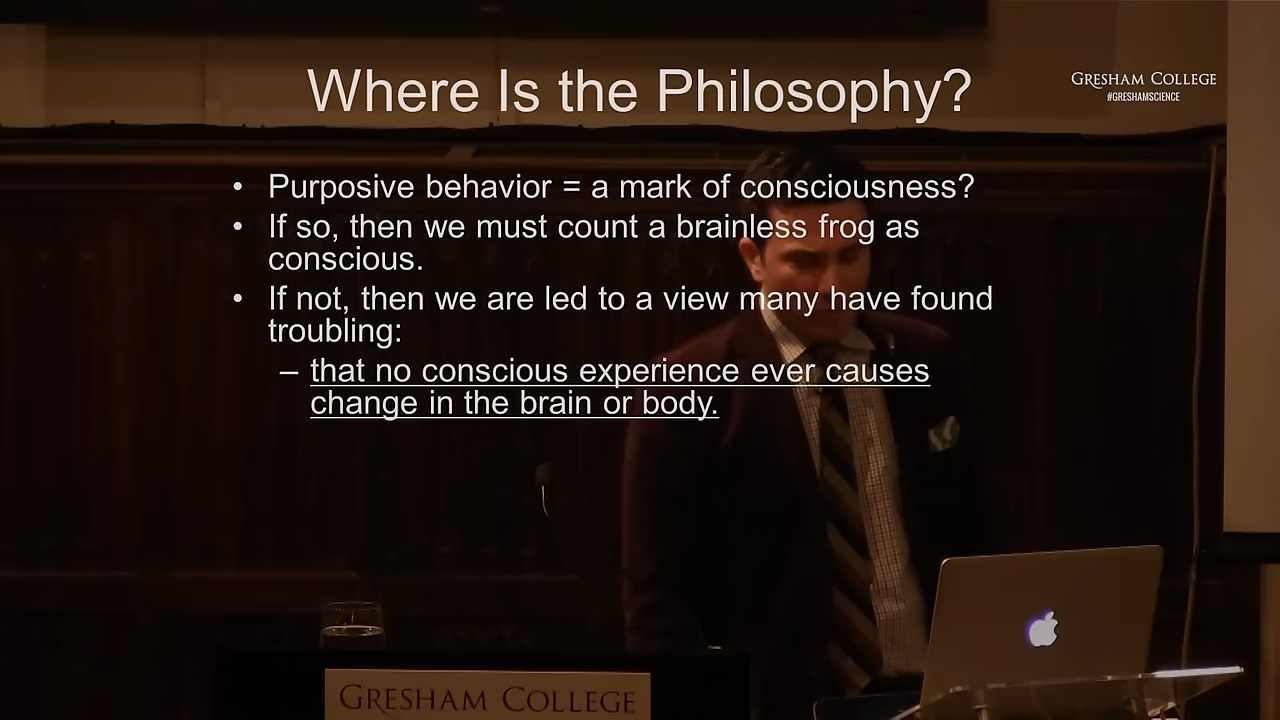 Where Is the Philosophy?
GRESHAM COLLEGE
#GRESHAMSCIENCE
• Purposive behavior = a mark of consciousness?
• If so, then we must count a brainless frog as
conscious.
• If not, then we are led to a view many have found
troubling:
– that no conscious experience ever causes
change in the brain or body.
GRESHAM COLLEGE